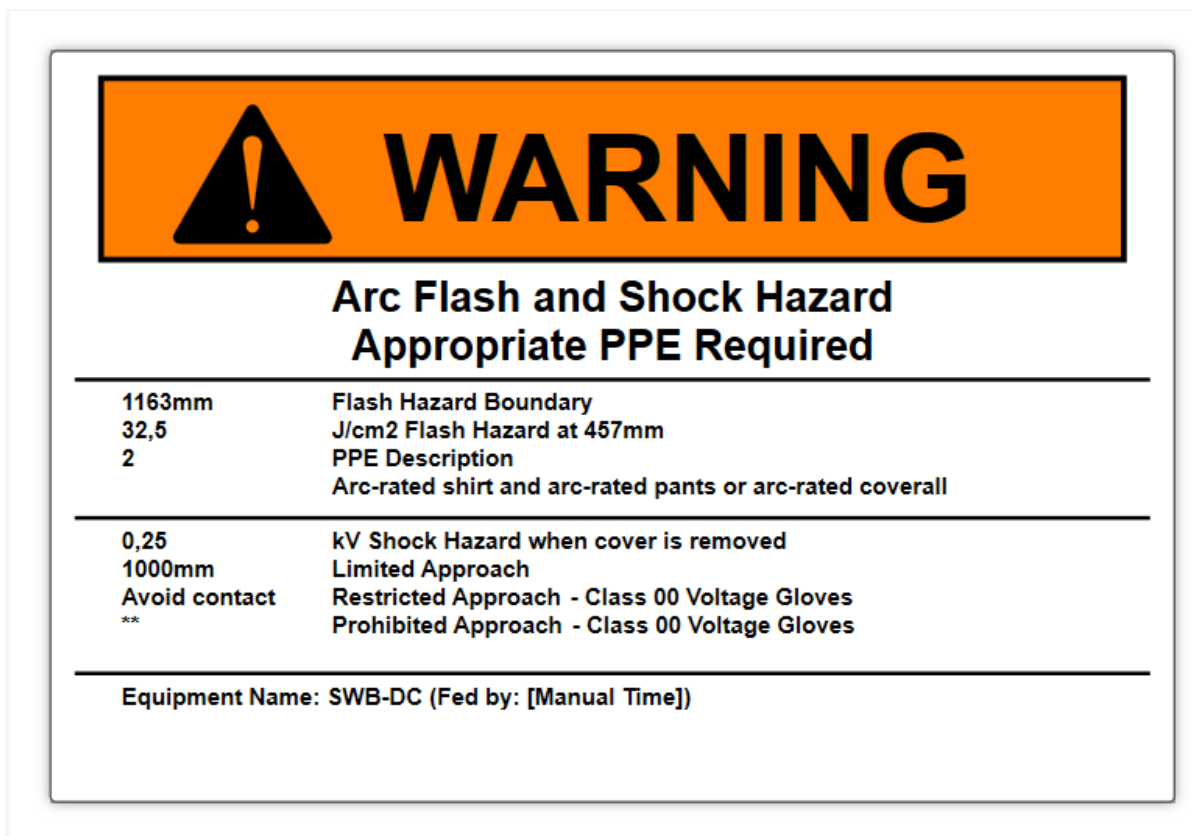 WARNING
Arc Flash and Shock Hazard
Appropriate PPE Required
1163mm Flash Hazard Boundary
32,5 J/cm2 Flash Hazard at 457mm
2 PPE Description
Arc-rated shirt and arc-rated pants or arc-rated coverall
0,25 kV Shock Hazard when cover is removed
1000mm Limited Approach
Avoid contact Restricted Approach - Class 00 Voltage Gloves
** Prohibited Approach - Class 00 Voltage Gloves
Equipment Name: SWB-DC (Fed by: [Manual Time])